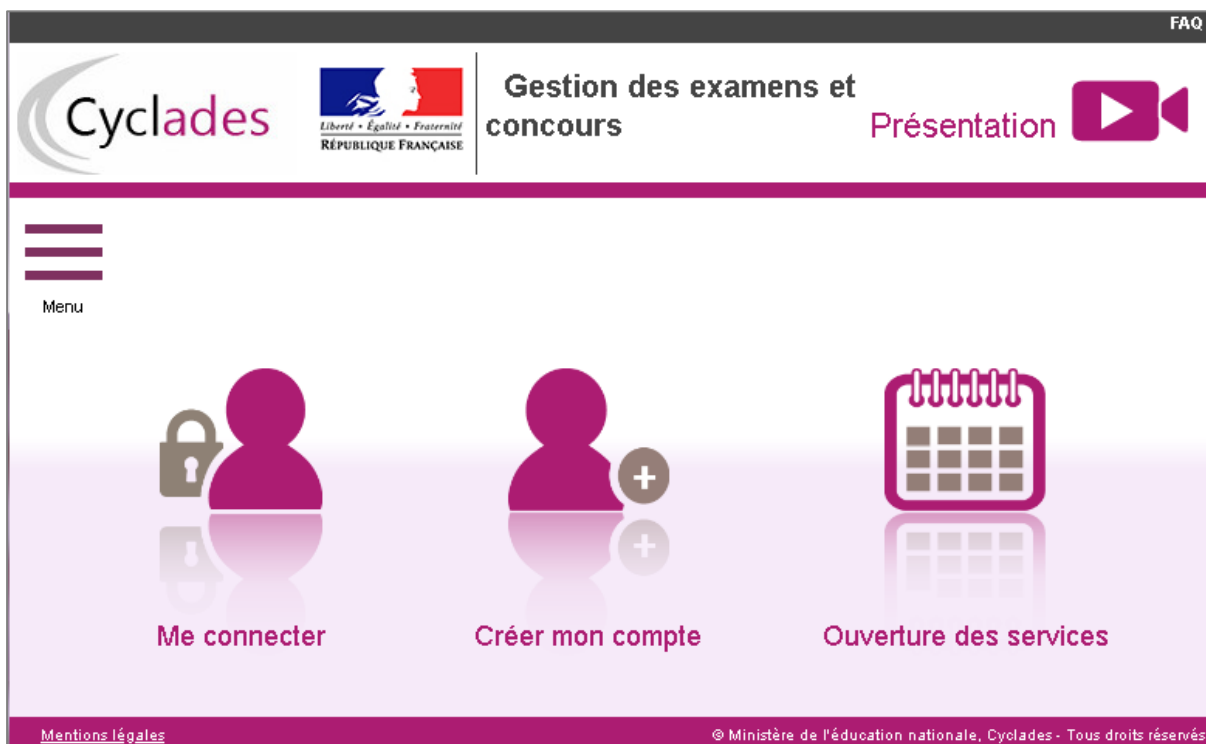 FAQ
Cyclades
Liberté • Égalité • Fraternité
RÉPUBLIQUE FRANÇAISE
Gestion des examens et
concours
Présentation
Menu
Me connecter
Créer mon compte
Ouverture des services
Mentions légales
© Ministère de l'éducation nationale, Cyclades - Tous droits réservés